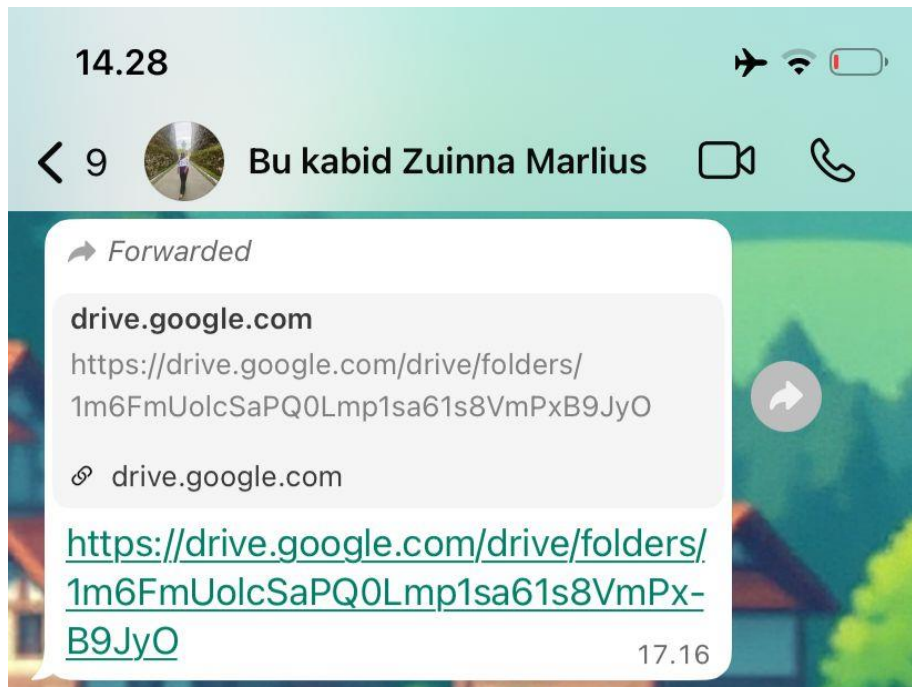 14.28
9 Bu kabid Zuinna Marlius
Forwarded
drive.google.com
https://drive.google.com/drive/folders/
1m6FmUolcSaPQ0Lmp1sa61s8VmPxB9JyO
drive.google.com
https://drive.google.com/drive/folders/
1m6FmUolcSaPQ0Lmp1sa61s8VmPx-
B9JyO
17.16